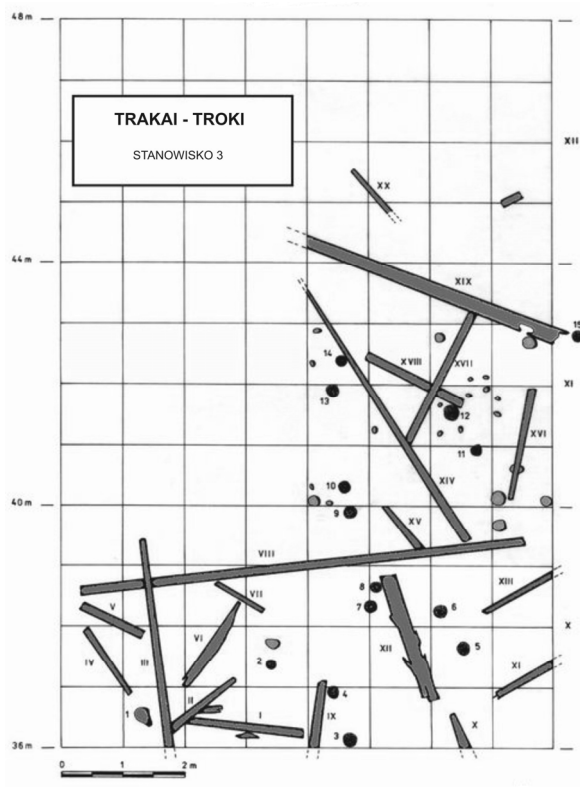 48 m
TRAKAI - TROKI
STANOWISKO 3
XII
XX
44 m
XIX
15
14
XVIII
XVII
XI
13
12
XVI
11
10
XIV
40 m
9
XV
VIII
8
XIII
VII
7
6
V
X
VI
XII
5
IV
III
2
XI
II
4
1
I
IX
X
3
36 m
0 1 2 m